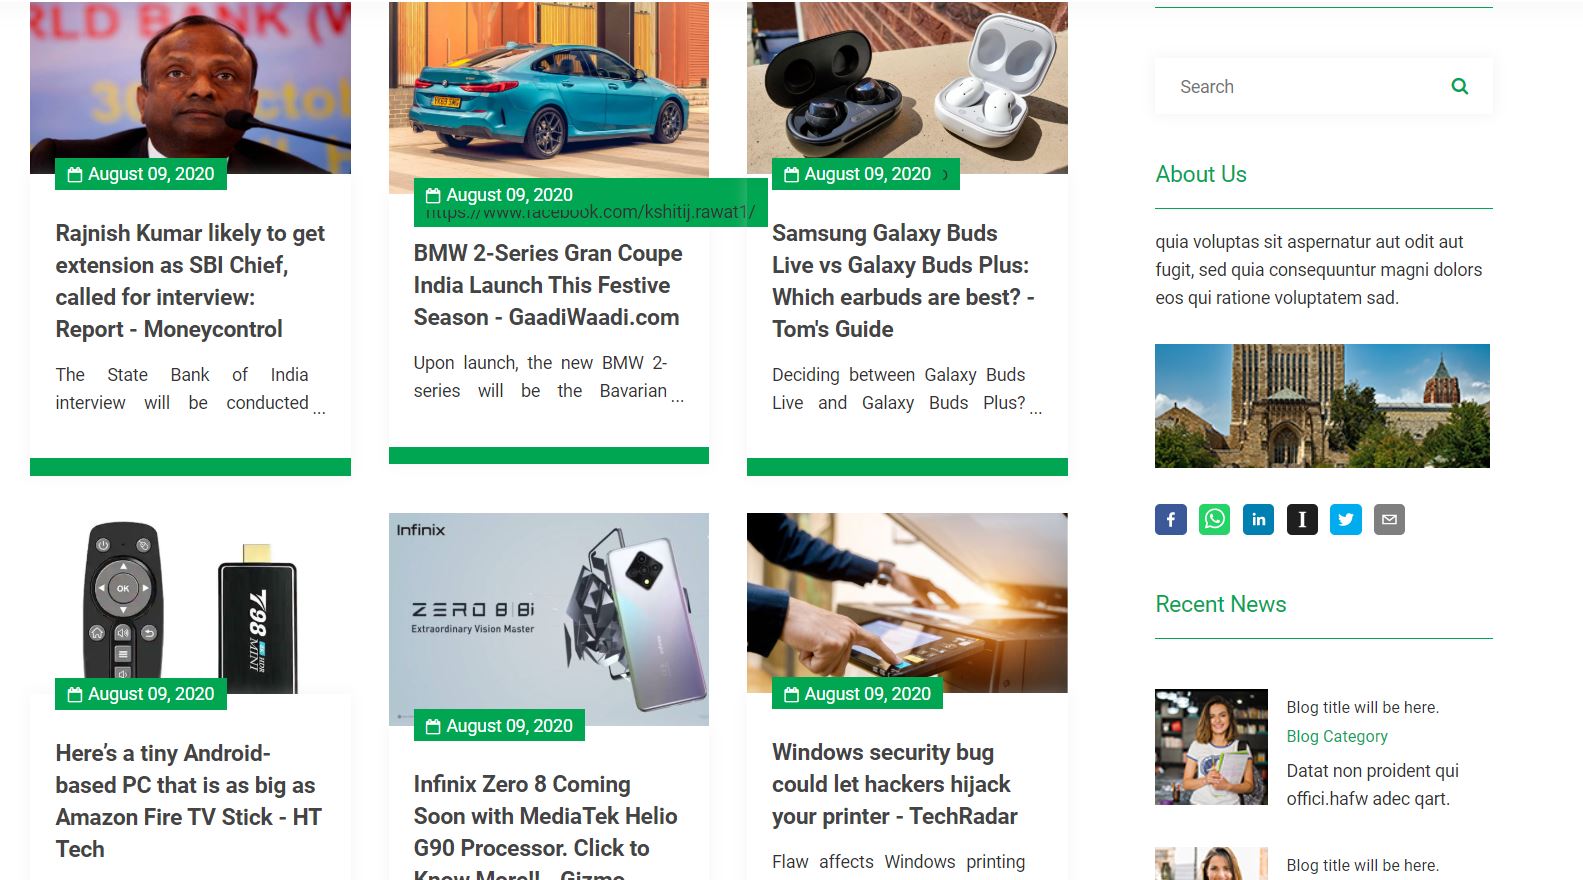 RLD BANK (W
August 09, 2020
Rajnish Kumar likely to get
extension as SBI Chief,
called for interview:
Report - Moneycontrol
The State Bank of India
interview will be conducted...
August 09, 2020
https://www.facebook.com/kshitij.rawat1/
BMW 2-Series Gran Coupe
India Launch This Festive
Season - GaadiWaadi.com
Upon launch, the new BMW 2-
series will be the Bavarian...
August 09, 2020
Samsung Galaxy Buds
Live vs Galaxy Buds Plus:
Which earbuds are best? -
Tom's Guide
Deciding between Galaxy Buds
Live and Galaxy Buds Plus?...
OK
T98
MINI
August 09, 2020
Here’s a tiny Android-
based PC that is as big as
Amazon Fire TV Stick - HT
Tech
Infinix
ZERO 8|8i
Extraordinary Vision Master
August 09, 2020
Infinix Zero 8 Coming
Soon with MediaTek Helio
G90 Processor. Click to
Know More!! - Gizmo
August 09, 2020
Windows security bug
could let hackers hijack
your printer - TechRadar
Flaw affects Windows printing
Search
About Us
quia voluptas sit aspernatur aut odit aut
fugit, sed quia consequuntur magni dolors
eos qui ratione voluptatem sad.
Recent News
Blog title will be here.
Blog Category
Datat non proident qui
offici.hafw adec qart.
Blog title will be here.